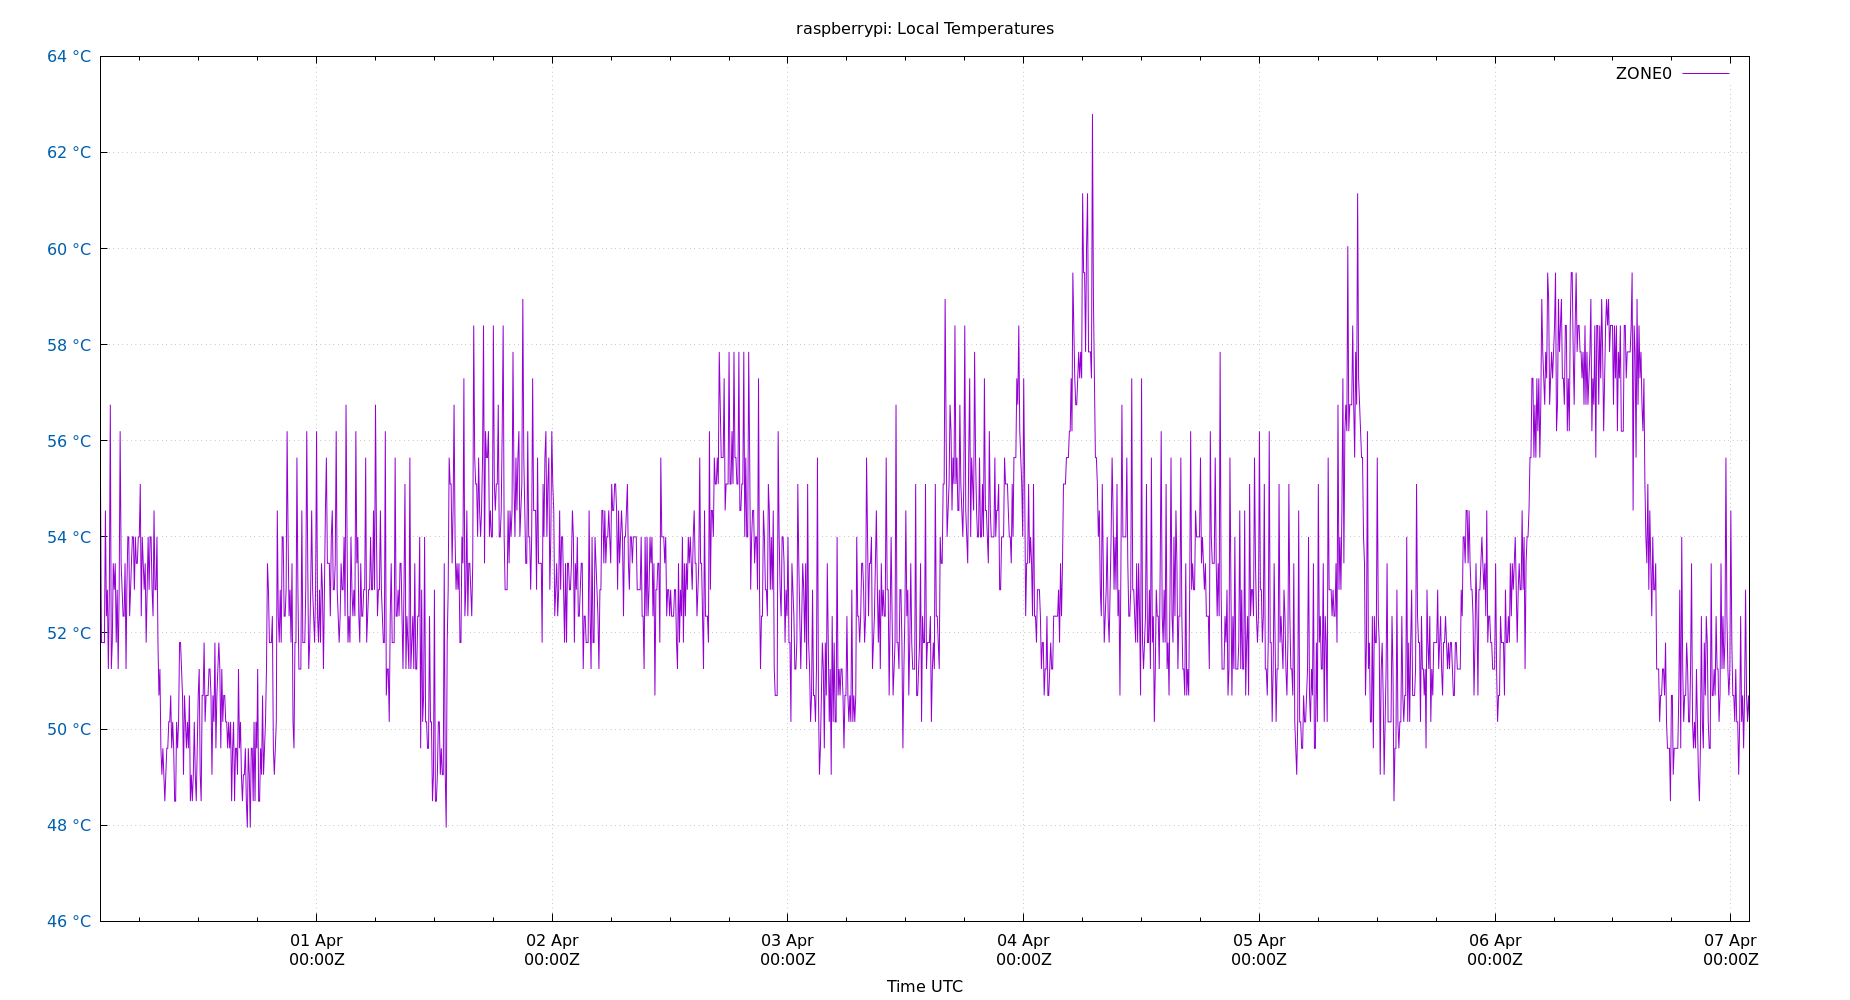 raspberrypi: Local Temperatures
64 °C
ZONE0
62 °C
60 °C
58 °C
56 °C
54 °C
52 °C
50 °C
48 °C
46 °C
01 Apr 02 Apr 03 Apr 04 Apr 05 Apr 06 Apr 07 Apr
00:00Z 00:00Z 00:00Z 00:00Z 00:00Z 00:00Z 00:00Z
Time UTC